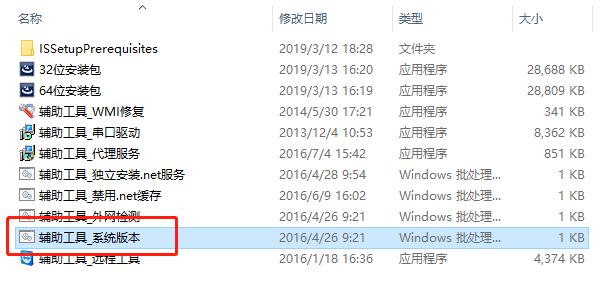 名称 修改日期 类型 大小
ISSetupPrerequisites 2019/3/12 18:28 文件夹
32位安装包 2019/3/13 16:20 应用程序 28,688 KB
64位安装包 2019/3/13 16:19 应用程序 28,809 KB
辅助工具_WMI修复 2014/5/30 17:21 应用程序 341 KB
辅助工具_串口驱动 2013/12/4 10:53 应用程序 8,362 KB
辅助工具_代理服务 2016/7/4 15:42 应用程序 851 KB
辅助工具_独立安装.net服务 2016/4/28 9:54 Windows 批处理... 1 KB
辅助工具_禁用.net缓存 2016/6/9 16:02 Windows 批处理... 1 KB
辅助工具_外网检测 2016/4/26 9:21 Windows 批处理... 1 KB
辅助工具_系统版本 2016/4/26 9:21 Windows 批处理... 1 KB
辅助工具_远程工具 2016/1/18 16:36 应用程序 4,374 KB